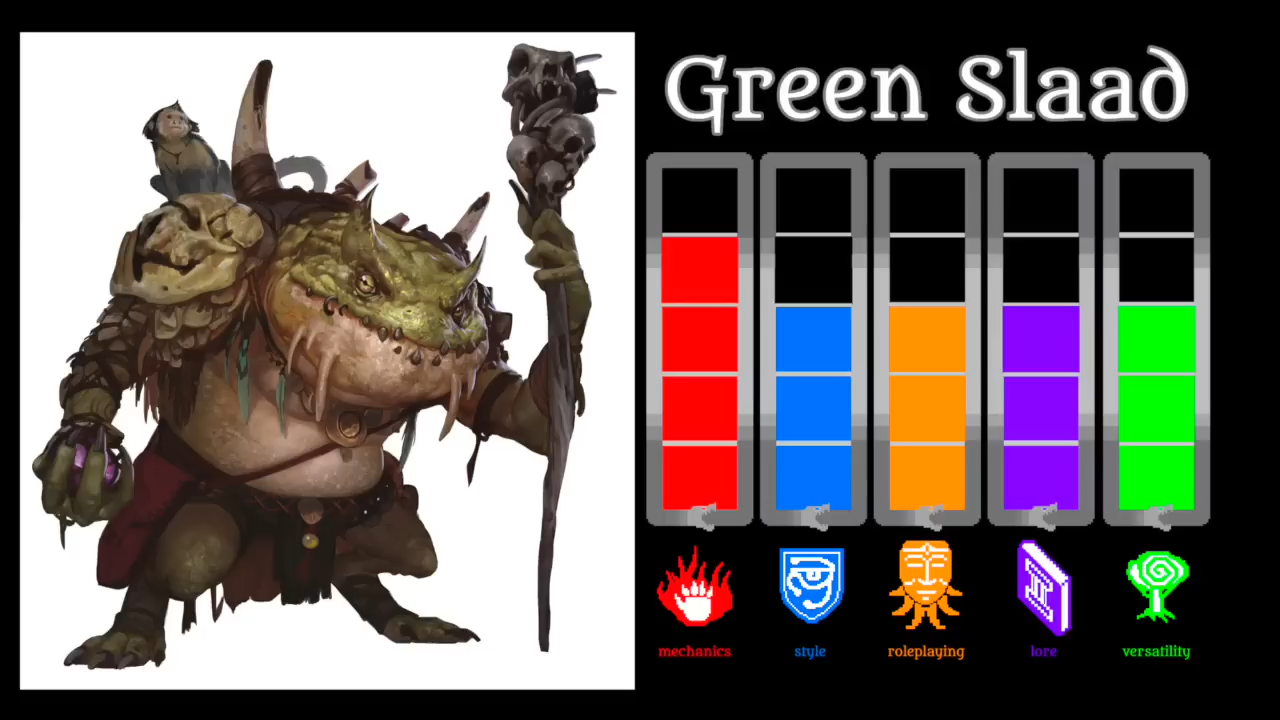 Green Slaad
mechanics
style
roleplaying
lore
versatility